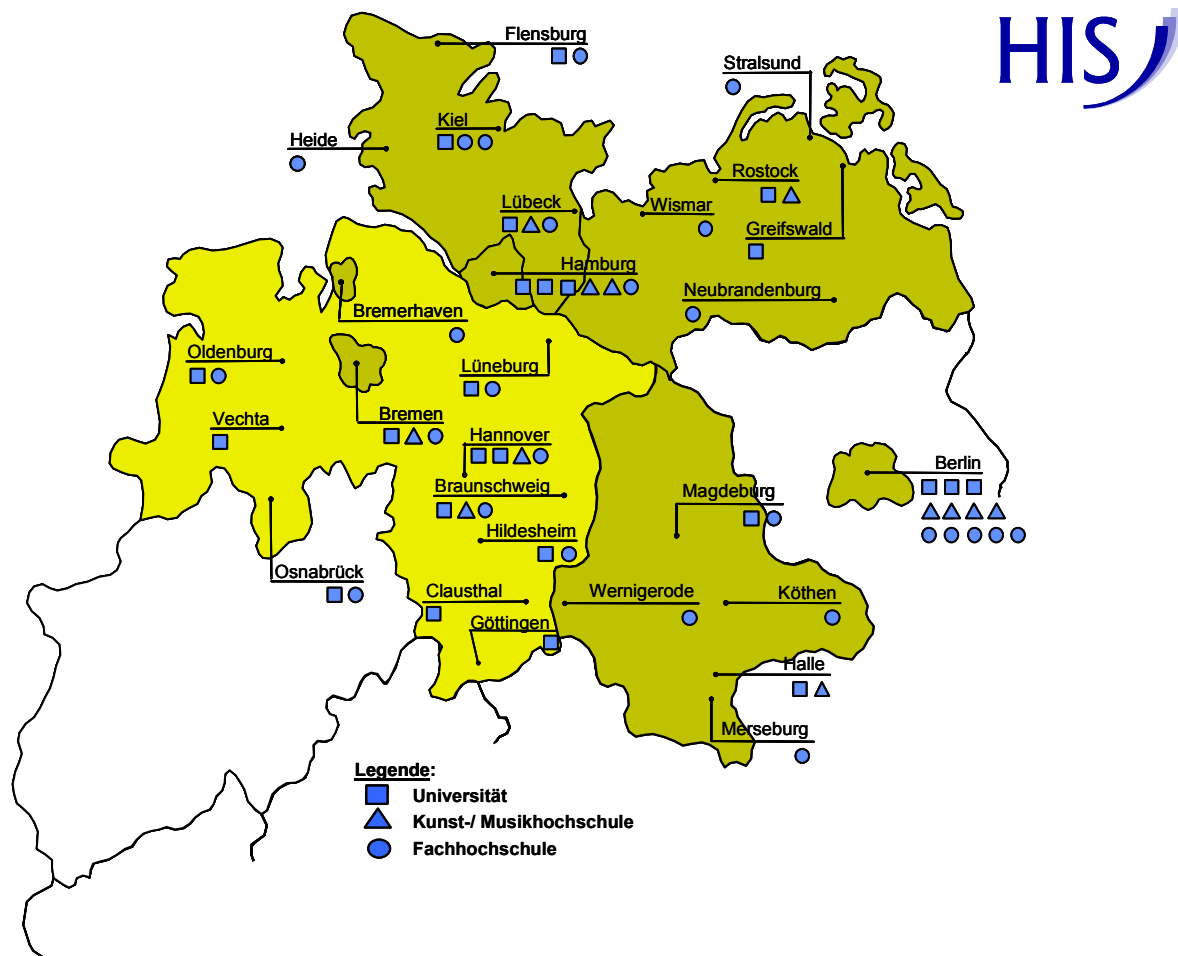 HIS
Flensburg
Stralsund
Kiel
Heide
Rostock
Lübeck
Wismar
Greifswald
Hamburg
Neubrandenburg
Bremerhaven
Oldenburg
Lüneburg
Vechta
Bremen
Hannover
Berlin
Braunschweig
Magdeburg
Hildesheim
Osnabrück
Clausthal
Wernigerode
Köthen
Göttingen
Halle
Merseburg
Legende:
Universität
Kunst-/ Musikhochschule
Fachhochschule